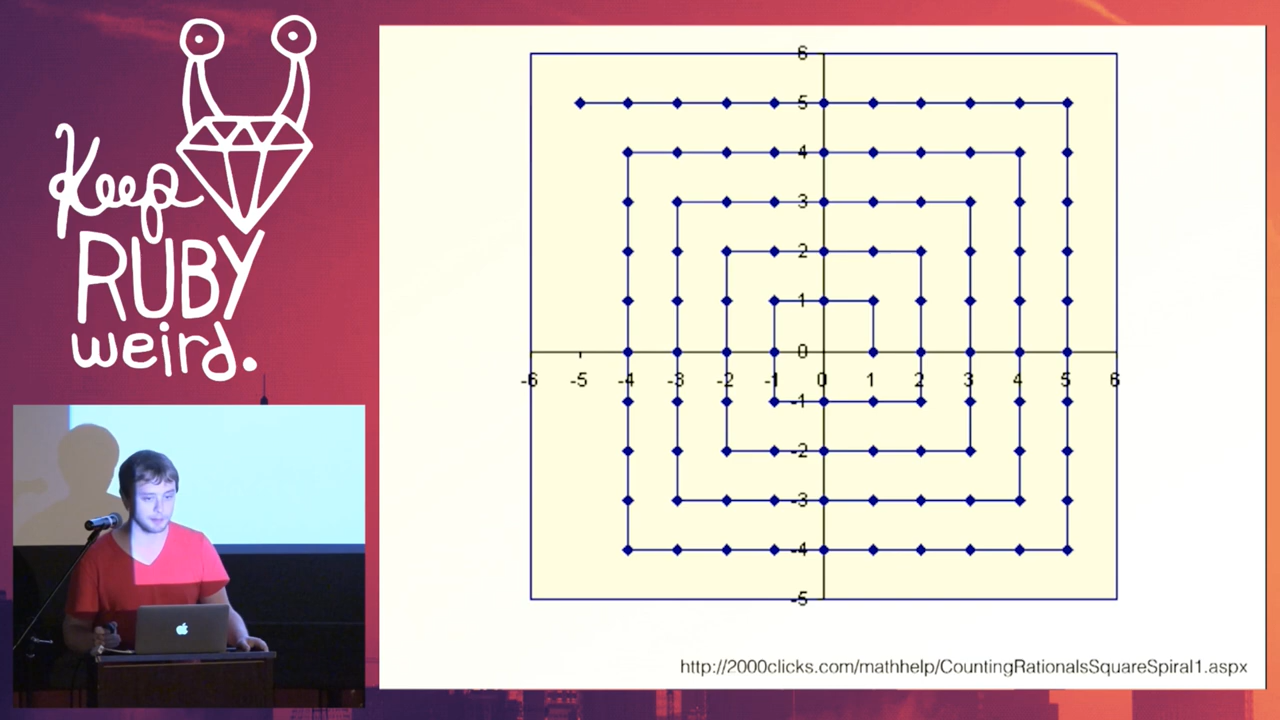 Keep
RUBY
weird.
6
5
4
3
2
1
0
-6 -5 -4 -3 -2 -1 0 1 2 3 4 5 6
-1
-2
-3
-4
-5
http://2000clicks.com/mathhelp/CountingRationalsSquareSpiral1.aspx